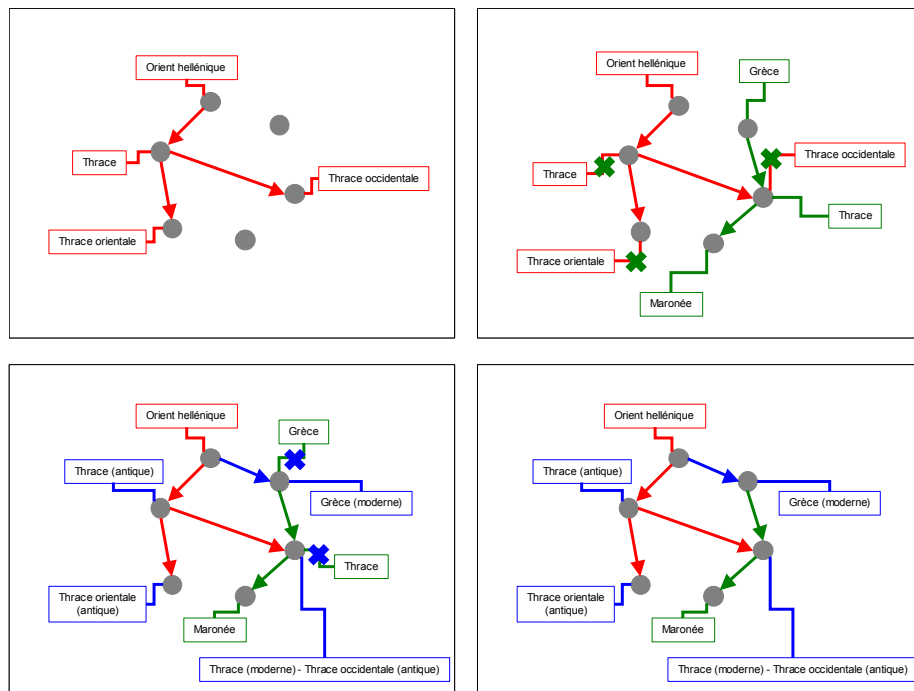 Orient hellénique
Thrace
Thrace occidentale
Thrace orientale
Orient hellénique
Grèce
Thrace occidentale
Thrace
Thrace
Thrace orientale
Maronée
Orient hellénique
Grèce
Thrace (antique)
Grèce (moderne)
Thrace
Thrace orientale
(antique)
Maronée
Thrace (moderne) - Thrace occidentale (antique)
Orient hellénique
Thrace (antique)
Grèce (moderne)
Thrace orientale
(antique)
Maronée
Thrace (moderne) - Thrace occidentale (antique)